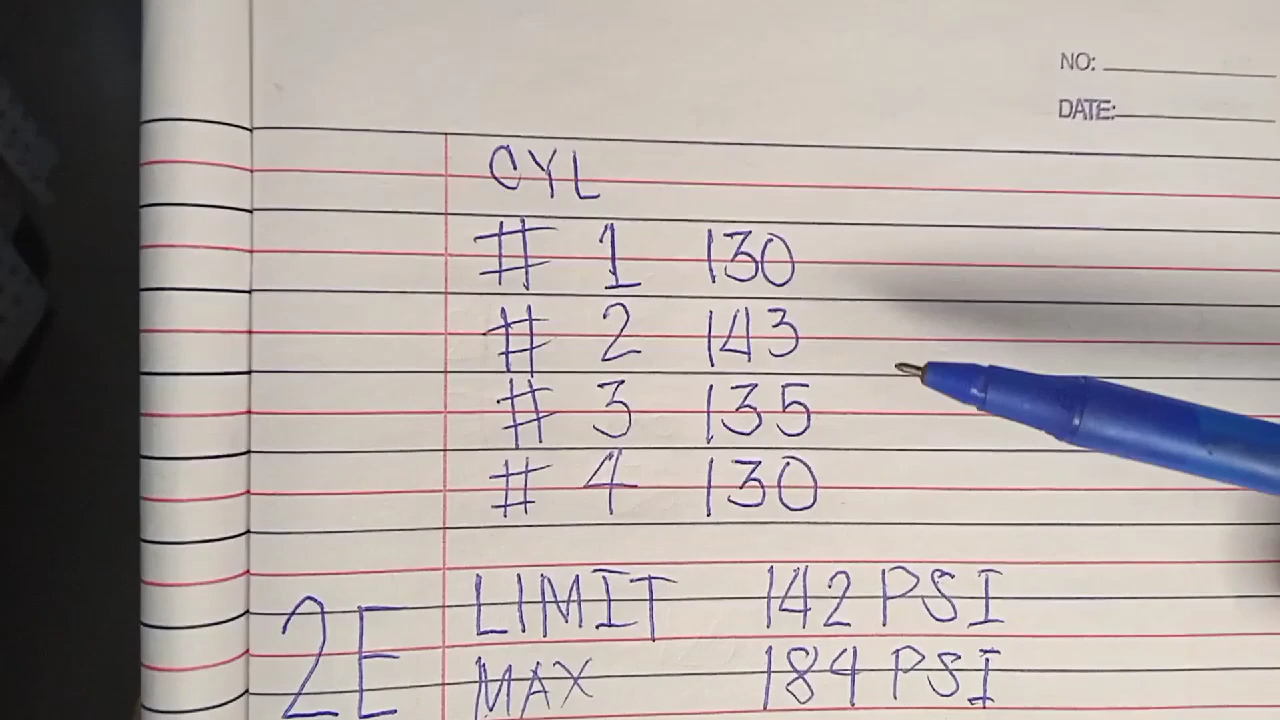 NO:
DATE:
CYL
# 1 130
# 2 143
# 3 135
# 4 130
2E LIMIT 142 PSI
MAX 184 PSI